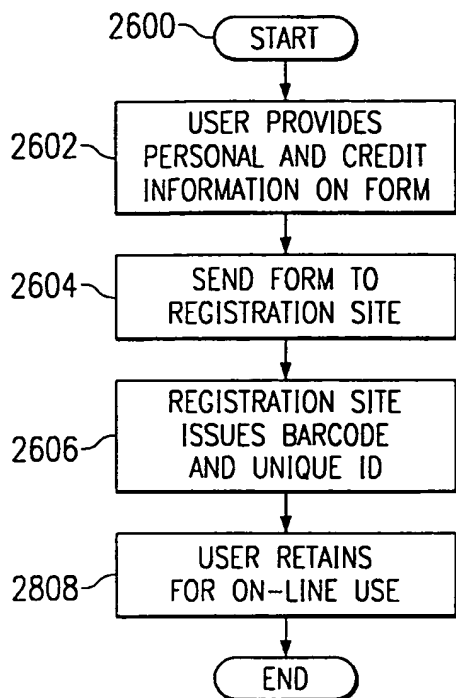 2600
START
2602
USER PROVIDES
PERSONAL AND CREDIT
INFORMATION ON FORM
2604
SEND FORM TO
REGISTRATION SITE
2606
REGISTRATION SITE
ISSUES BARCODE
AND UNIQUE ID
2808
USER RETAINS
FOR ON-LINE USE
END